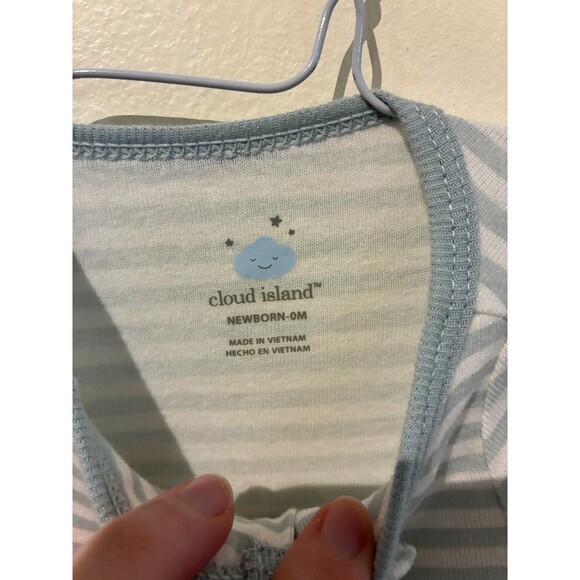 cloud island™
NEWBORN-0M
MADE IN VIETNAM
HECHO EN VIETNAM